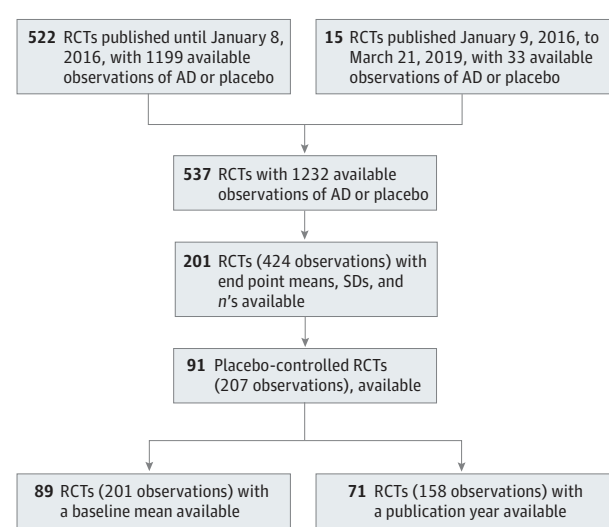 522 RCTs published until January 8,
2016, with 1199 available
observations of AD or placebo
15 RCTs published January 9, 2016, to
March 21, 2019, with 33 available
observations of AD or placebo
537 RCTs with 1232 available
observations of AD or placebo
201 RCTs (424 observations) with
end point means, SDs, and
n's available
91 Placebo-controlled RCTs
(207 observations), available
89 RCTs (201 observations) with
a baseline mean available
71 RCTs (158 observations) with
a publication year available